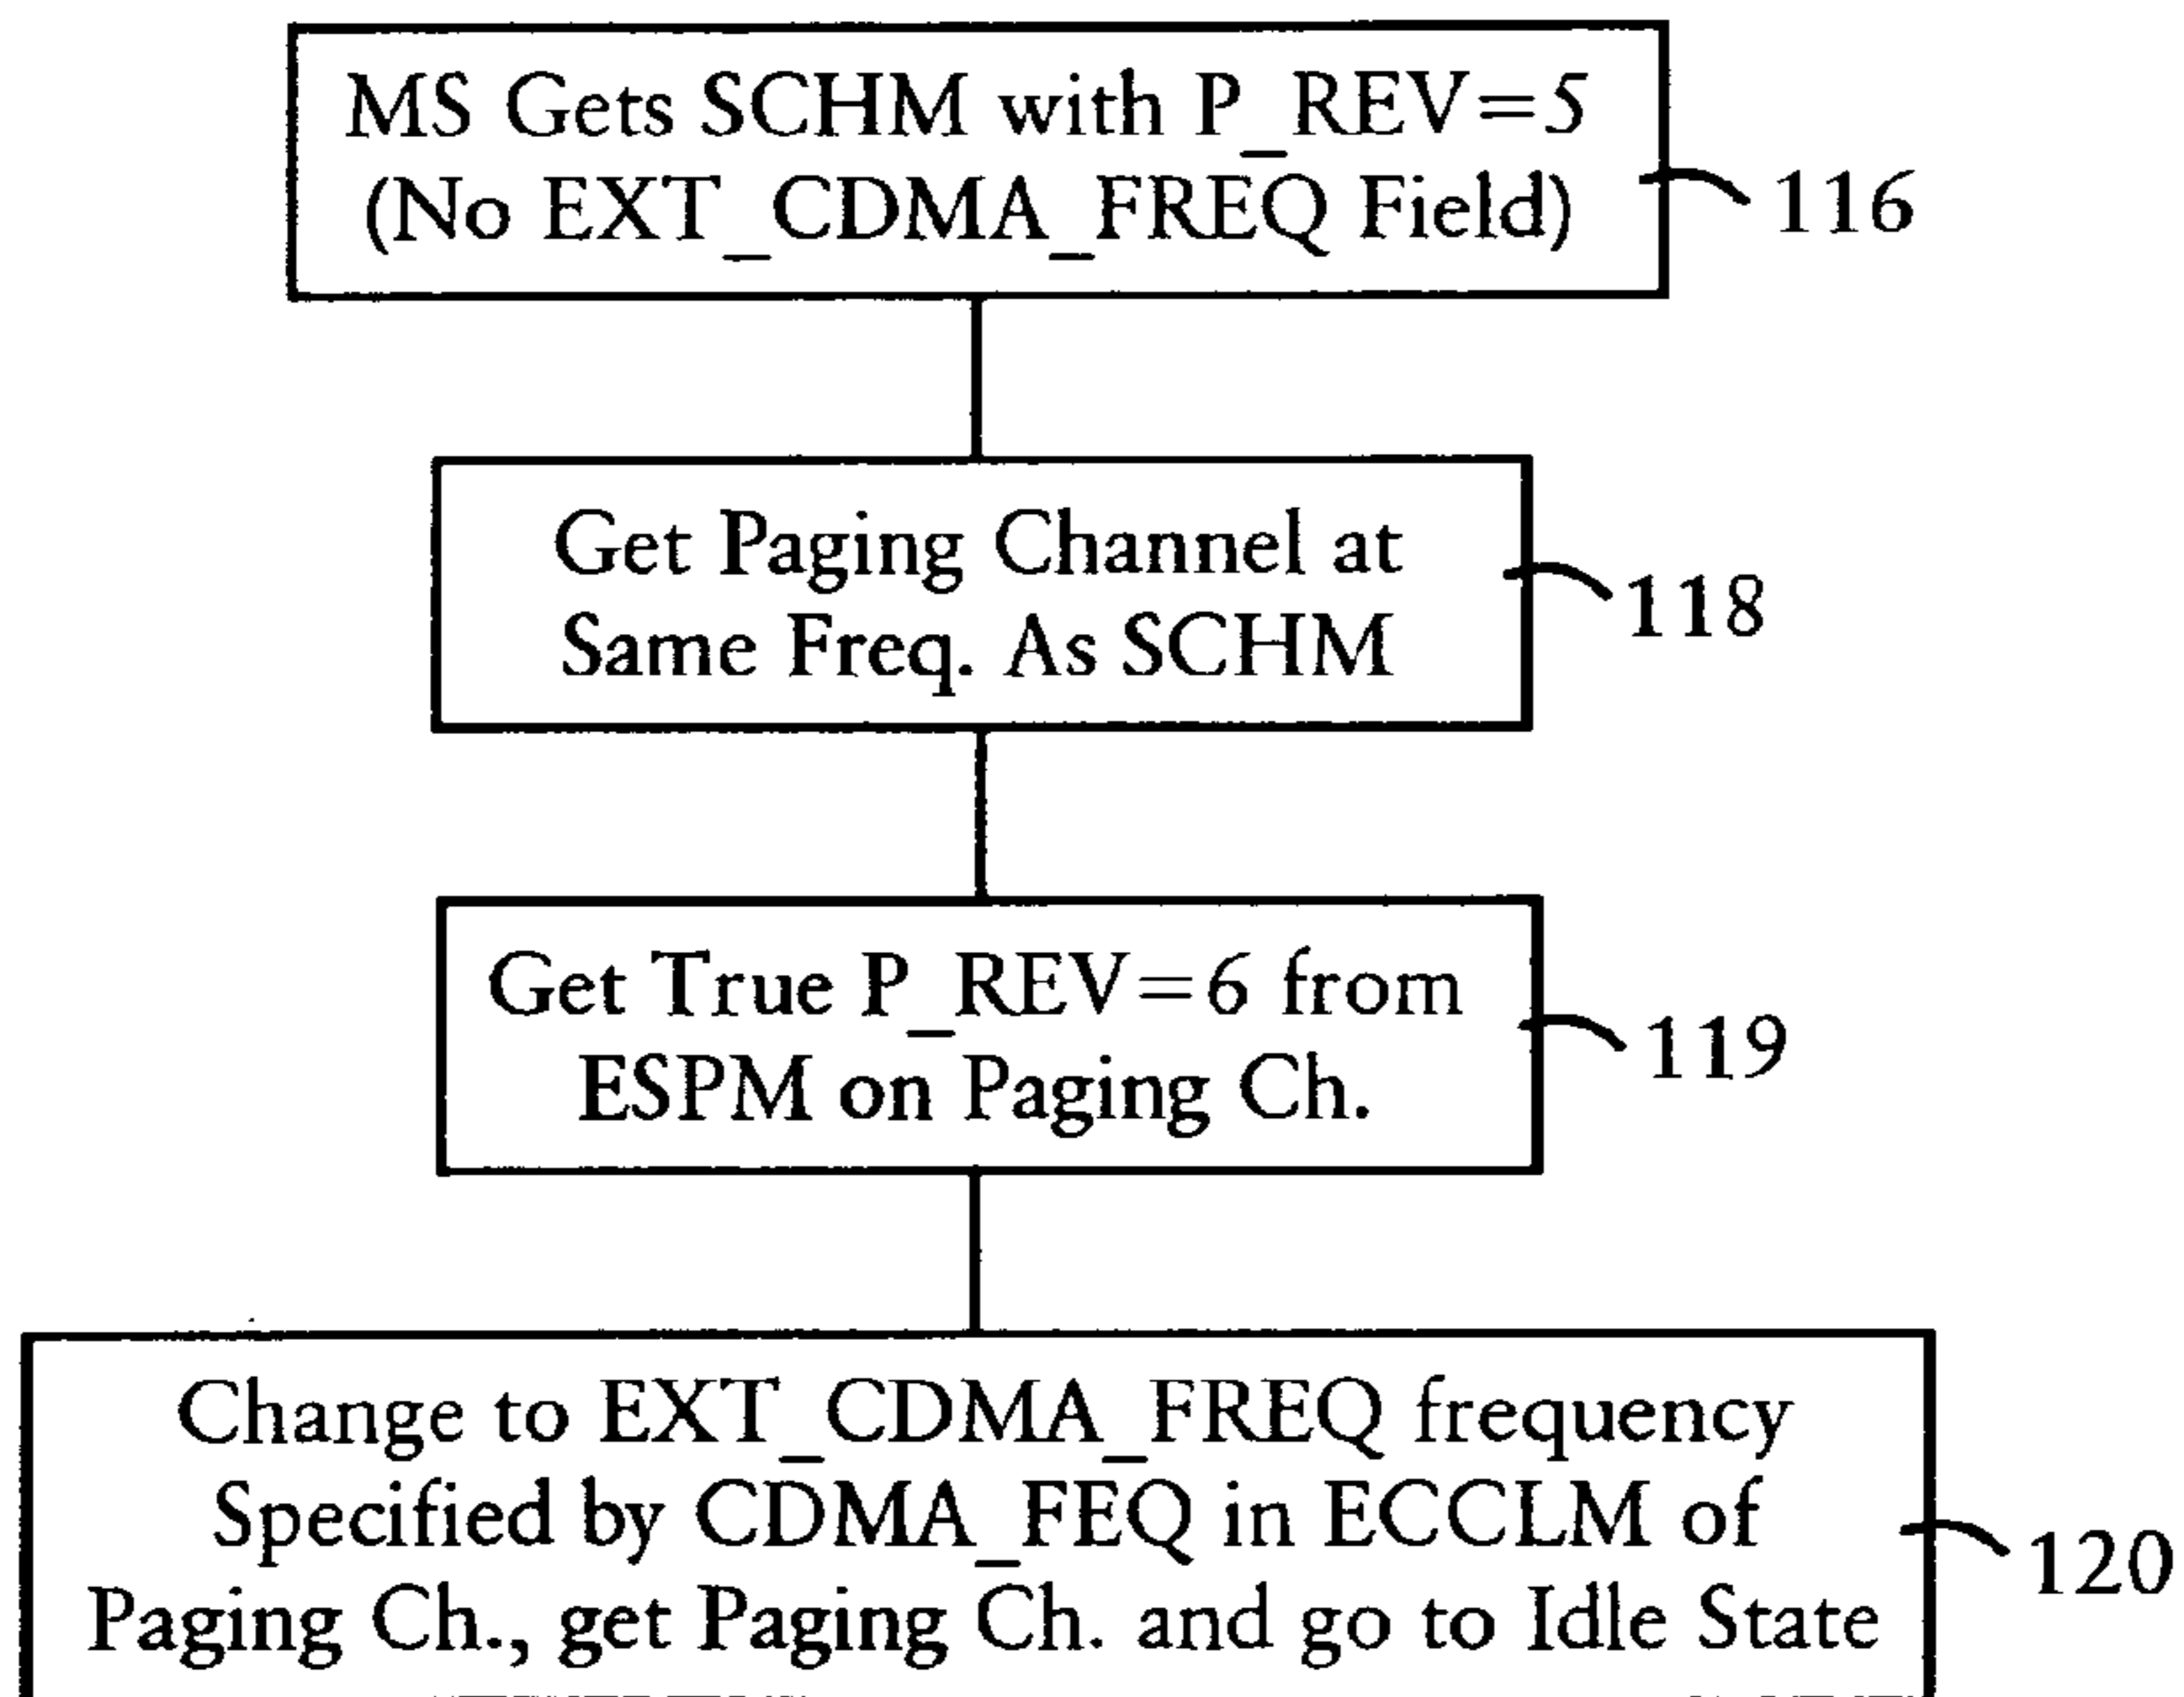 MS Gets SCHM with P_REV=5
(No EXT_CDMA_FREQ Field)
116
Get Paging Channel at
Same Freq. As SCHM
118
Get True P_REV=6 from
ESPM on Paging Ch.
119
Change to EXT_CDMA_FREQ frequency
Specified by CDMA_FEQ in ECCLM of
Paging Ch., get Paging Ch. and go to Idle State
120